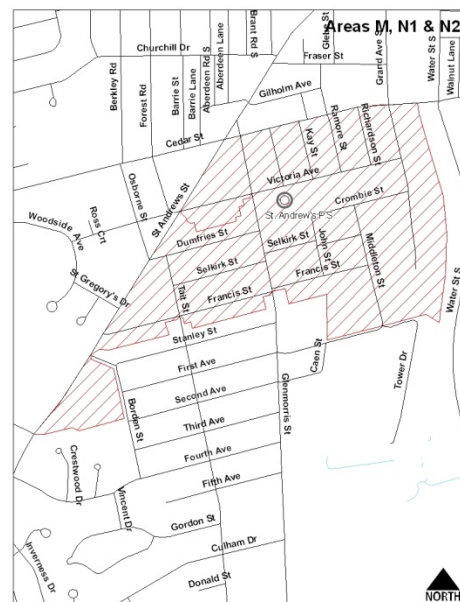 Areas M, N1 & N2
Churchill Dr
Berkley Rd
Forest Rd
Barrie St
Barrie Lane
Aberdeen Rd S
Aberdeen Lane
Brant Rd S
Glebe St
Fraser St
Grand Ave S
Water St S
Walnut Lane
Gilholm Ave
Cedar St
Osborne St
St Andrews St
Kay St
Ramore St
Richardson St
Victoria Ave
Crombie St
St. Andrew's P.S.
Woodside Ave
Ross Crt
St Gregory's Dr
Dumfries St
Selkirk St
Selkirk St
John St
Middleton St
Francis St
Francis St
Tait St
Stanley St
Water St S
First Ave
Caen St
Tower Dr
Second Ave
Glenmorris St
Borden St
Third Ave
Fourth Ave
Crestwood Dr
Fifth Ave
Vincent Dr
Gordon St
Culham Dr
Inverness Dr
Donald St
NORTH